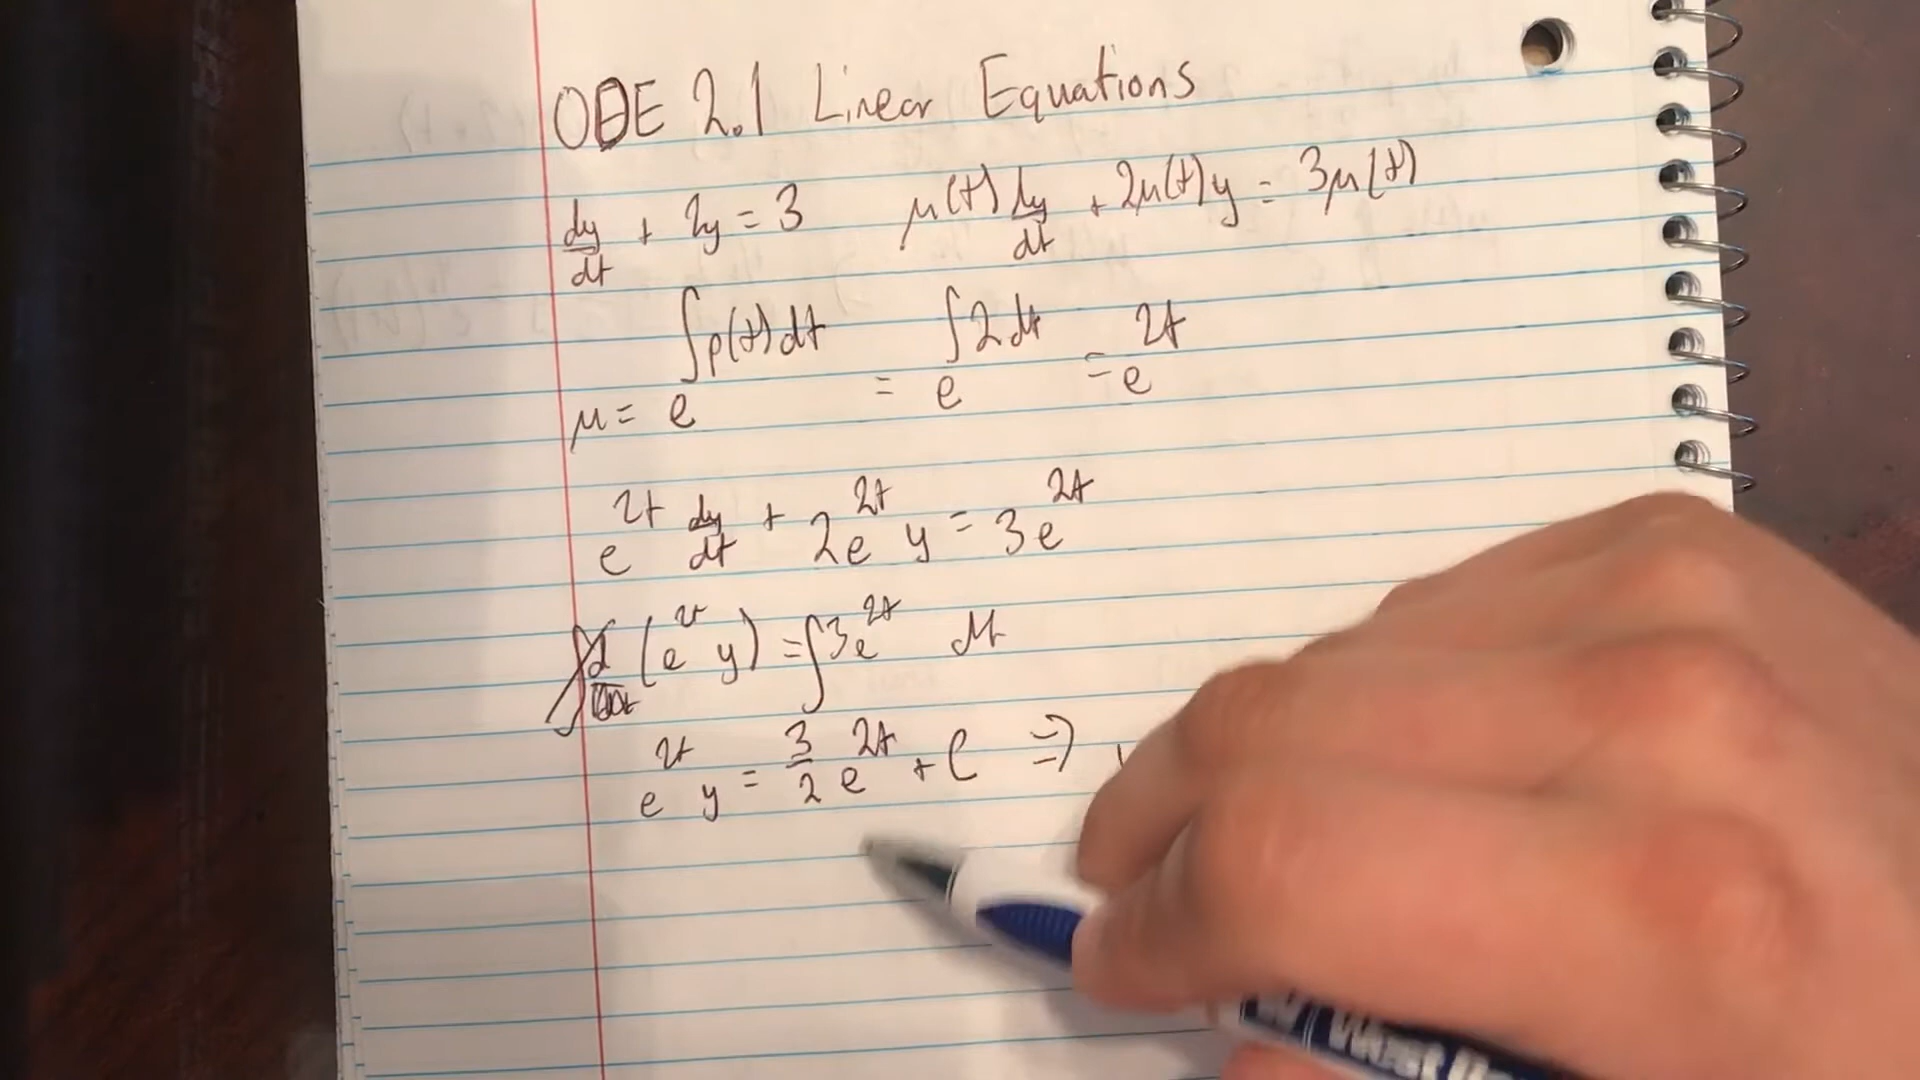 ODE 2.1 Linear Equations
dy/dt + 2y = 3    μ(t) dy/dt + 2μ(t)y = 3μ(t)
μ = e^∫p(t)dt = e^∫2dt = e^2t
e^2t dy/dt + 2e^2t y = 3e^2t
∫d/dt (e^2t y) = ∫3e^2t dt
e^2t y = 3/2 e^2t + C ⇒